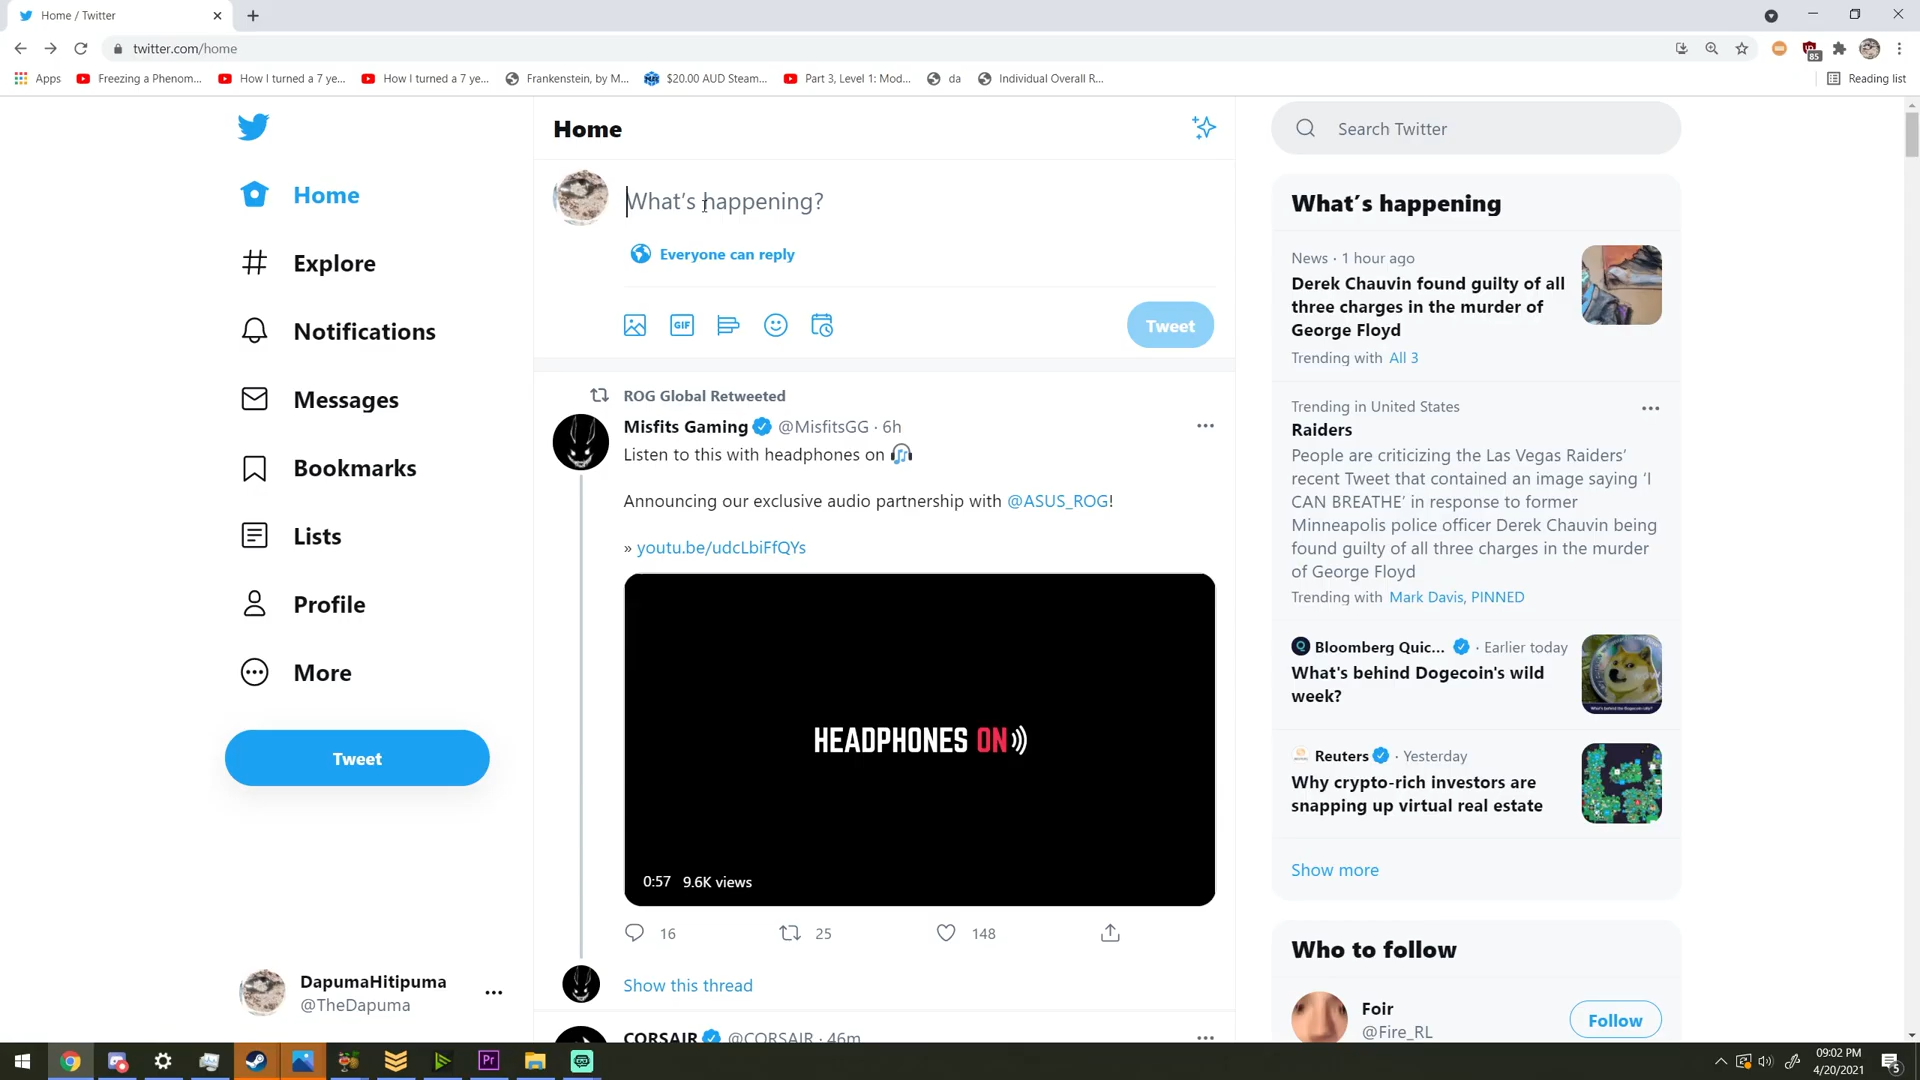 Home / Twitter
twitter.com/home
85
Apps
Freezing a Phenom...
How I turned a 7 ye...
How I turned a 7 ye...
Frankenstein, by M...
$20.00 AUD Steam...
Part 3, Level 1: Mod...
da
Individual Overall R...
Reading list
Home
Explore
Notifications
Messages
Bookmarks
Lists
Profile
More
Tweet
DapumaHitipuma
@TheDapuma
Home
What's happening?
Everyone can reply
GIF
Tweet
ROG Global Retweeted
Misfits Gaming @MisfitsGG · 6h
Listen to this with headphones on
Announcing our exclusive audio partnership with @ASUS_ROG!
» youtu.be/udcLbiFfQYs
HEADPHONES ON
0:57 9.6K views
16
25
148
Show this thread
CORSAIR @CORSAIR · 46m
Search Twitter
What's happening
News · 1 hour ago
Derek Chauvin found guilty of all
three charges in the murder of
George Floyd
Trending with All 3
Trending in United States
Raiders
People are criticizing the Las Vegas Raiders'
recent Tweet that contained an image saying 'I
CAN BREATHE' in response to former
Minneapolis police officer Derek Chauvin being
found guilty of all three charges in the murder
of George Floyd
Trending with Mark Davis, PINNED
Bloomberg Quic... · Earlier today
What's behind Dogecoin's wild
week?
Reuters · Yesterday
Why crypto-rich investors are
snapping up virtual real estate
Show more
Who to follow
Foir
@Fire_RL
Follow
Pr
09:02 PM
4/20/2021
5